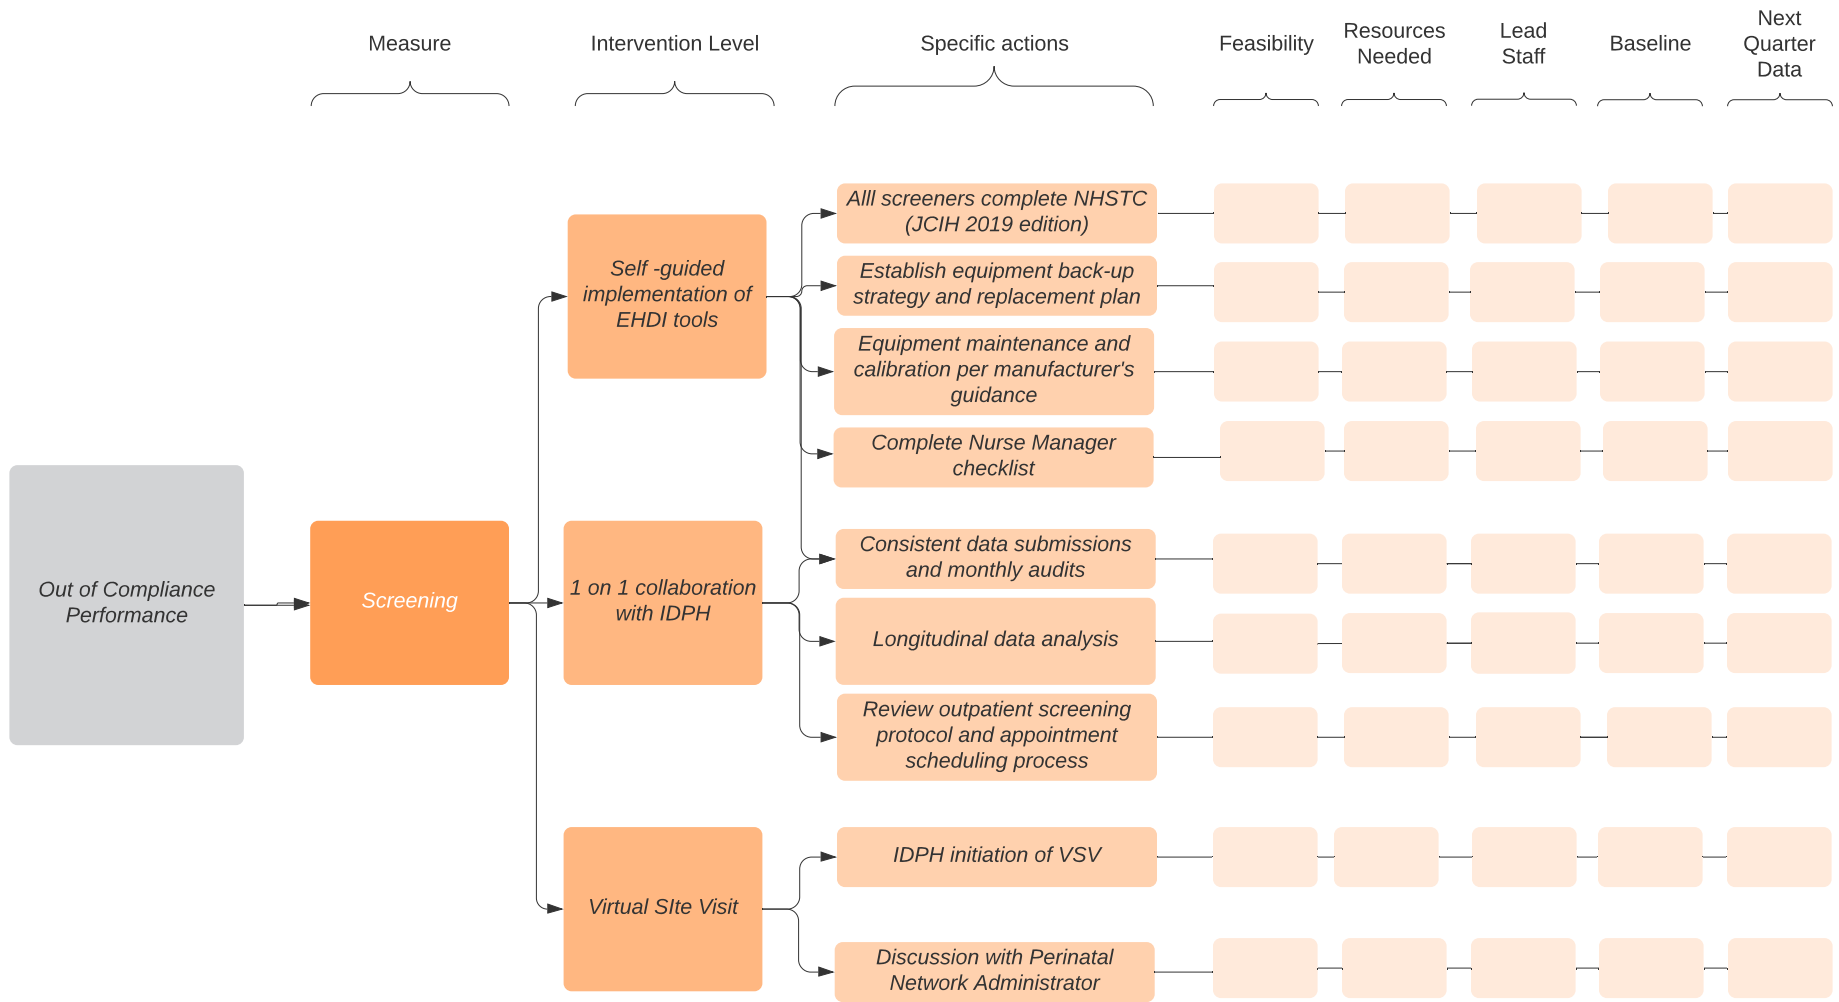 Measure
Intervention Level
Specific actions
Feasibility
Resources
Needed
Lead
Staff
Baseline
Next
Quarter
Data
Out of Compliance
Performance
Screening
Self -guided
implementation of
EHDI tools
1 on 1 collaboration
with IDPH
Virtual SIte Visit
Alll screeners complete NHSTC
(JCIH 2019 edition)
Establish equipment back-up
strategy and replacement plan
Equipment maintenance and
calibration per manufacturer's
guidance
Complete Nurse Manager
checklist
Consistent data submissions
and monthly audits
Longitudinal data analysis
Review outpatient screening
protocol and appointment
scheduling process
IDPH initiation of VSV
Discussion with Perinatal
Network Administrator